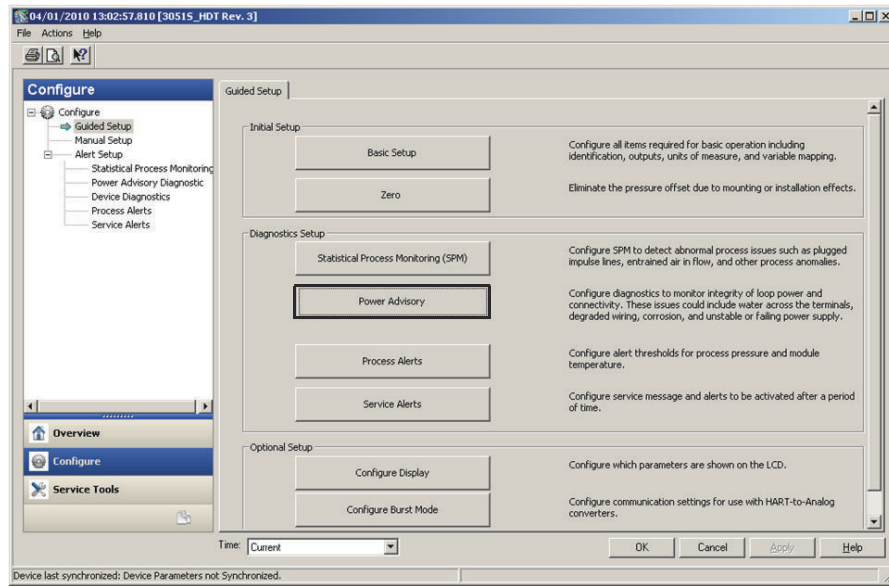 04/01/2010 13:02:57.810 [3051S_HDT Rev. 3]
File Actions Help
Configure
Configure
Guided Setup
Manual Setup
Alert Setup
Statistical Process Monitoring
Power Advisory Diagnostic
Device Diagnostics
Process Alerts
Service Alerts
Overview
Configure
Service Tools
Guided Setup
Initial Setup
Basic Setup
Configure all items required for basic operation including
identification, outputs, units of measure, and variable mapping.
Zero
Eliminate the pressure offset due to mounting or installation effects.
Diagnostics Setup
Statistical Process Monitoring (SPM)
Configure SPM to detect abnormal process issues such as plugged
impulse lines, entrained air in flow, and other process anomalies.
Power Advisory
Configure diagnostics to monitor integrity of loop power and
connectivity. These issues could include water across the terminals,
degraded wiring, corrosion, and unstable or failing power supply.
Process Alerts
Configure alert thresholds for process pressure and module
temperature.
Service Alerts
Configure service message and alerts to be activated after a period
of time.
Optional Setup
Configure Display
Configure which parameters are shown on the LCD.
Configure Burst Mode
Configure communication settings for use with HART-to-Analog
converters.
Time: Current
OK Cancel Apply Help
Device last synchronized: Device Parameters not Synchronized.